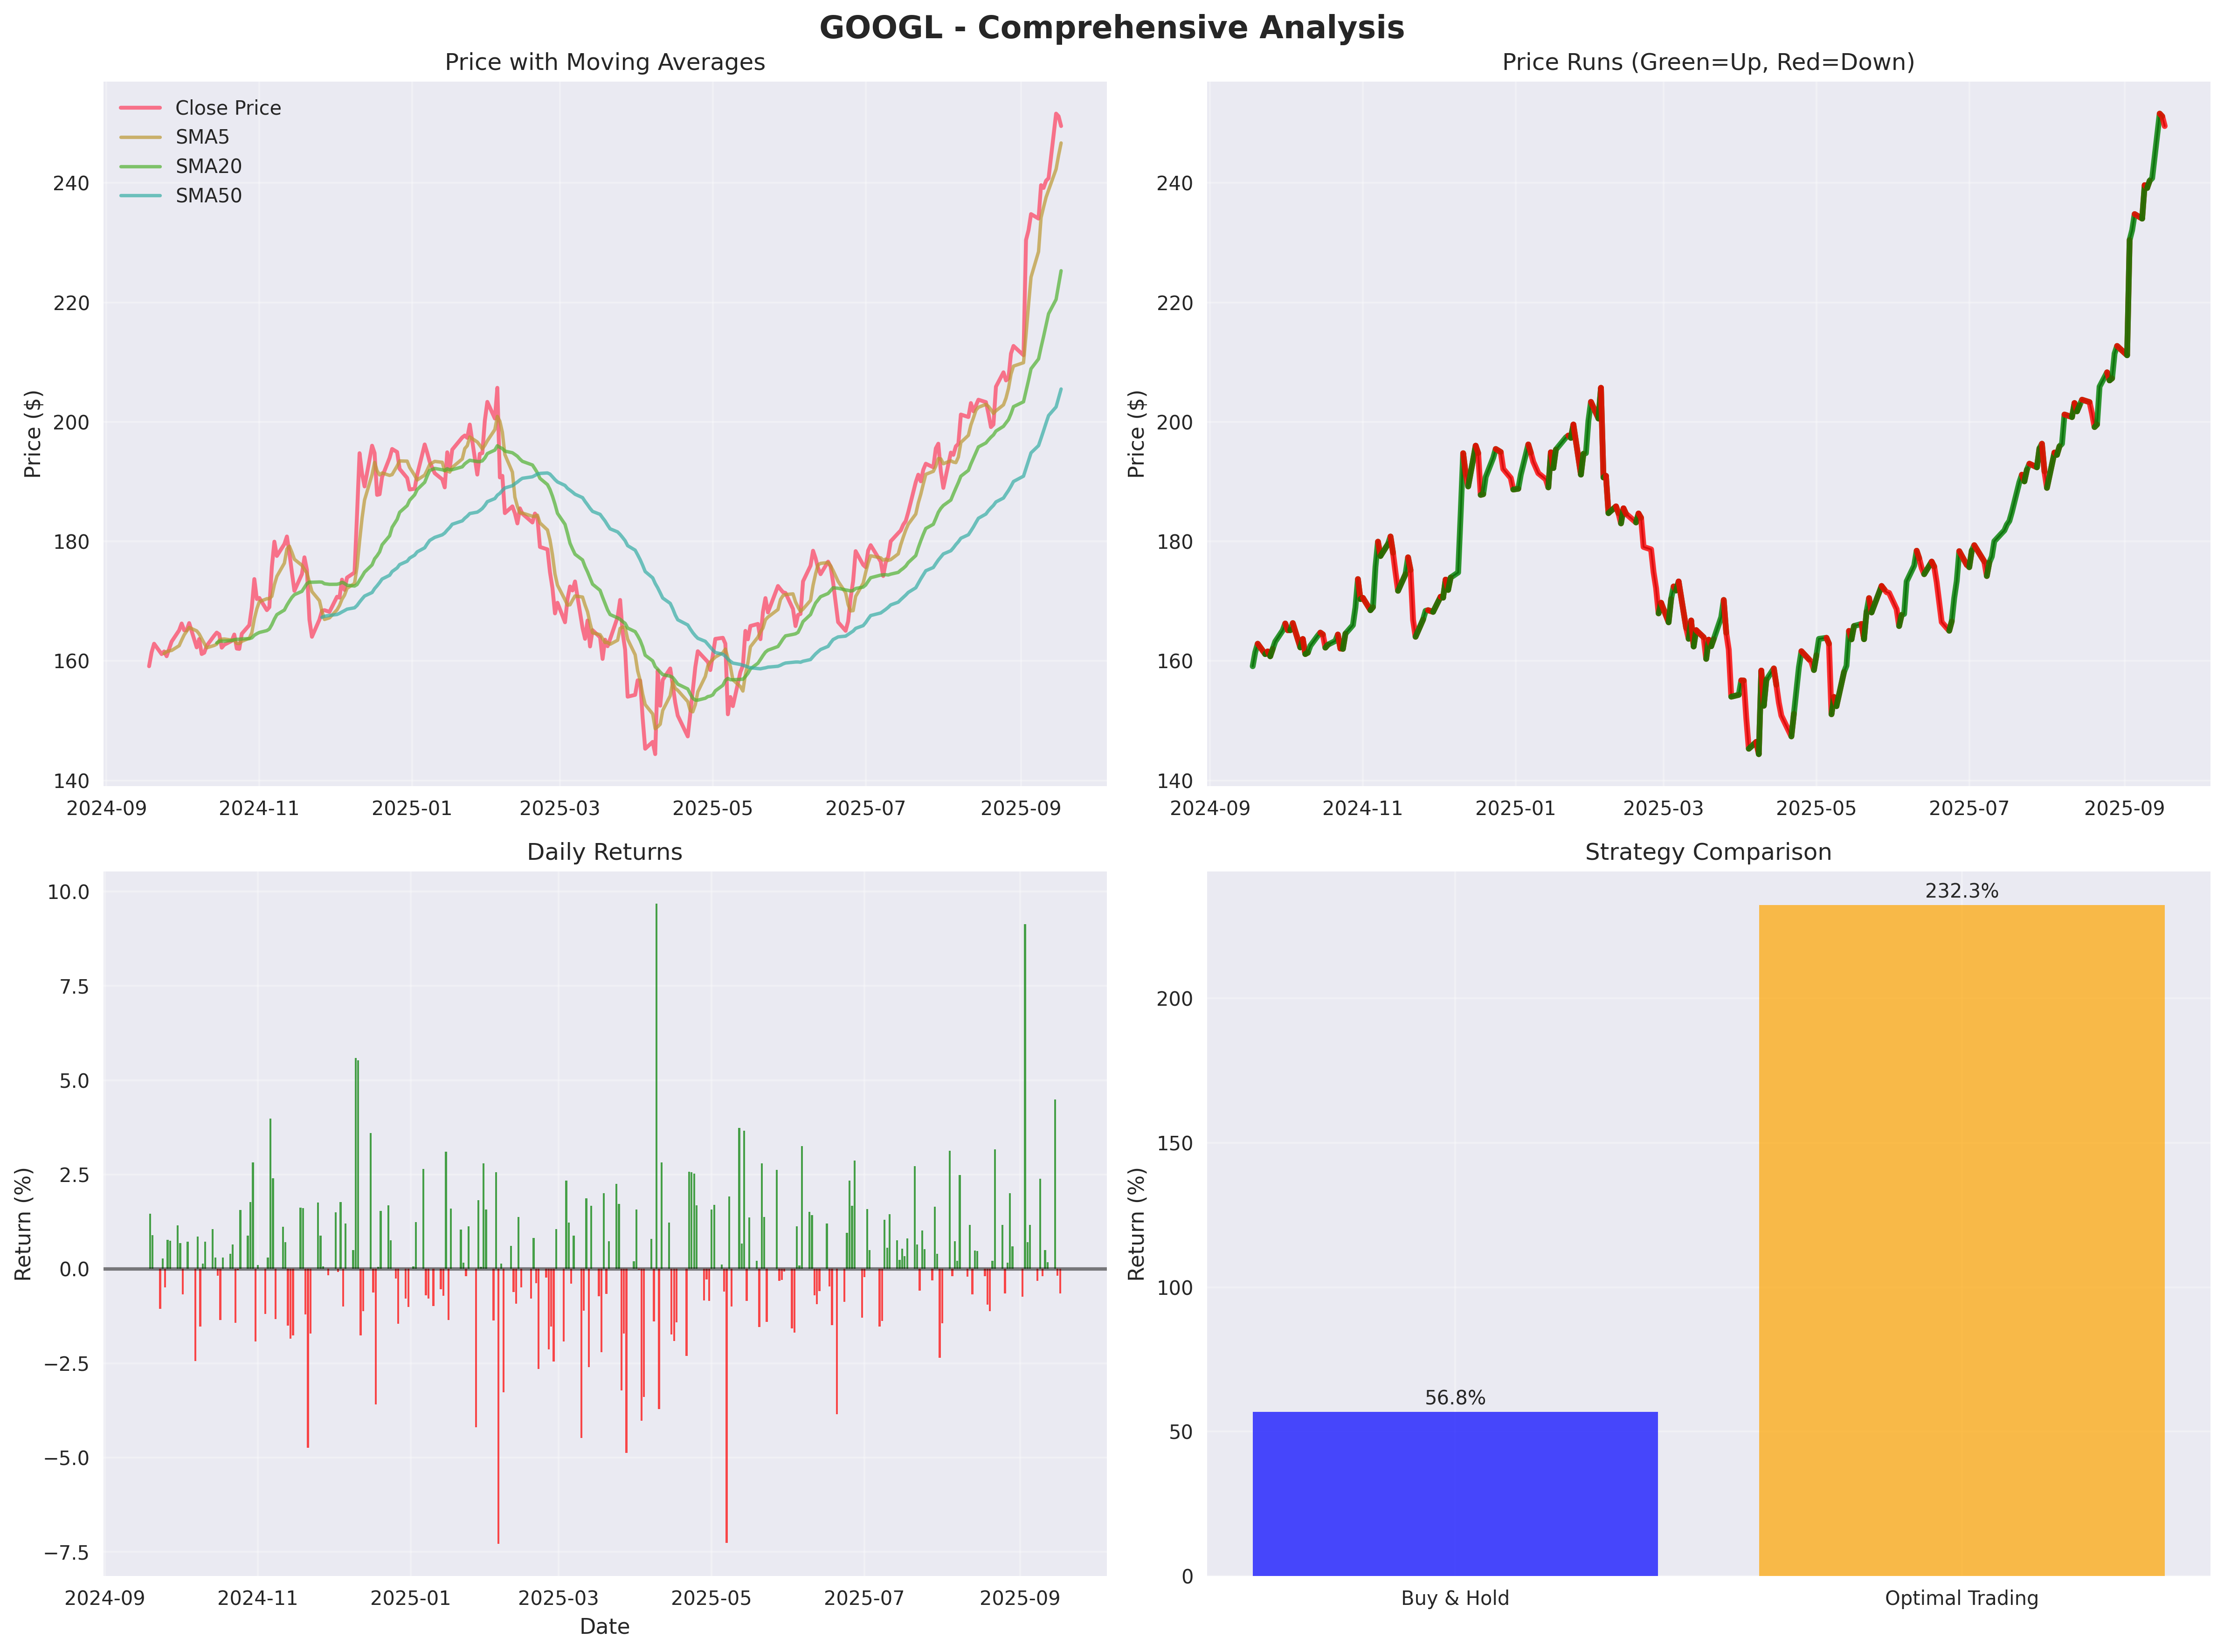 GOOGL - Comprehensive Analysis
Price with Moving Averages
Close Price
SMA5
SMA20
SMA50
Price ($)
240
220
200
180
160
140
2024-09 2024-11 2025-01 2025-03 2025-05 2025-07 2025-09
Price Runs (Green=Up, Red=Down)
Price ($)
240
220
200
180
160
140
2024-09 2024-11 2025-01 2025-03 2025-05 2025-07 2025-09
Daily Returns
Return (%)
10.0
7.5
5.0
2.5
0.0
−2.5
−5.0
−7.5
2024-09 2024-11 2025-01 2025-03 2025-05 2025-07 2025-09
Date
Strategy Comparison
Return (%)
232.3%
200
150
100
56.8%
50
0
Buy & Hold Optimal Trading